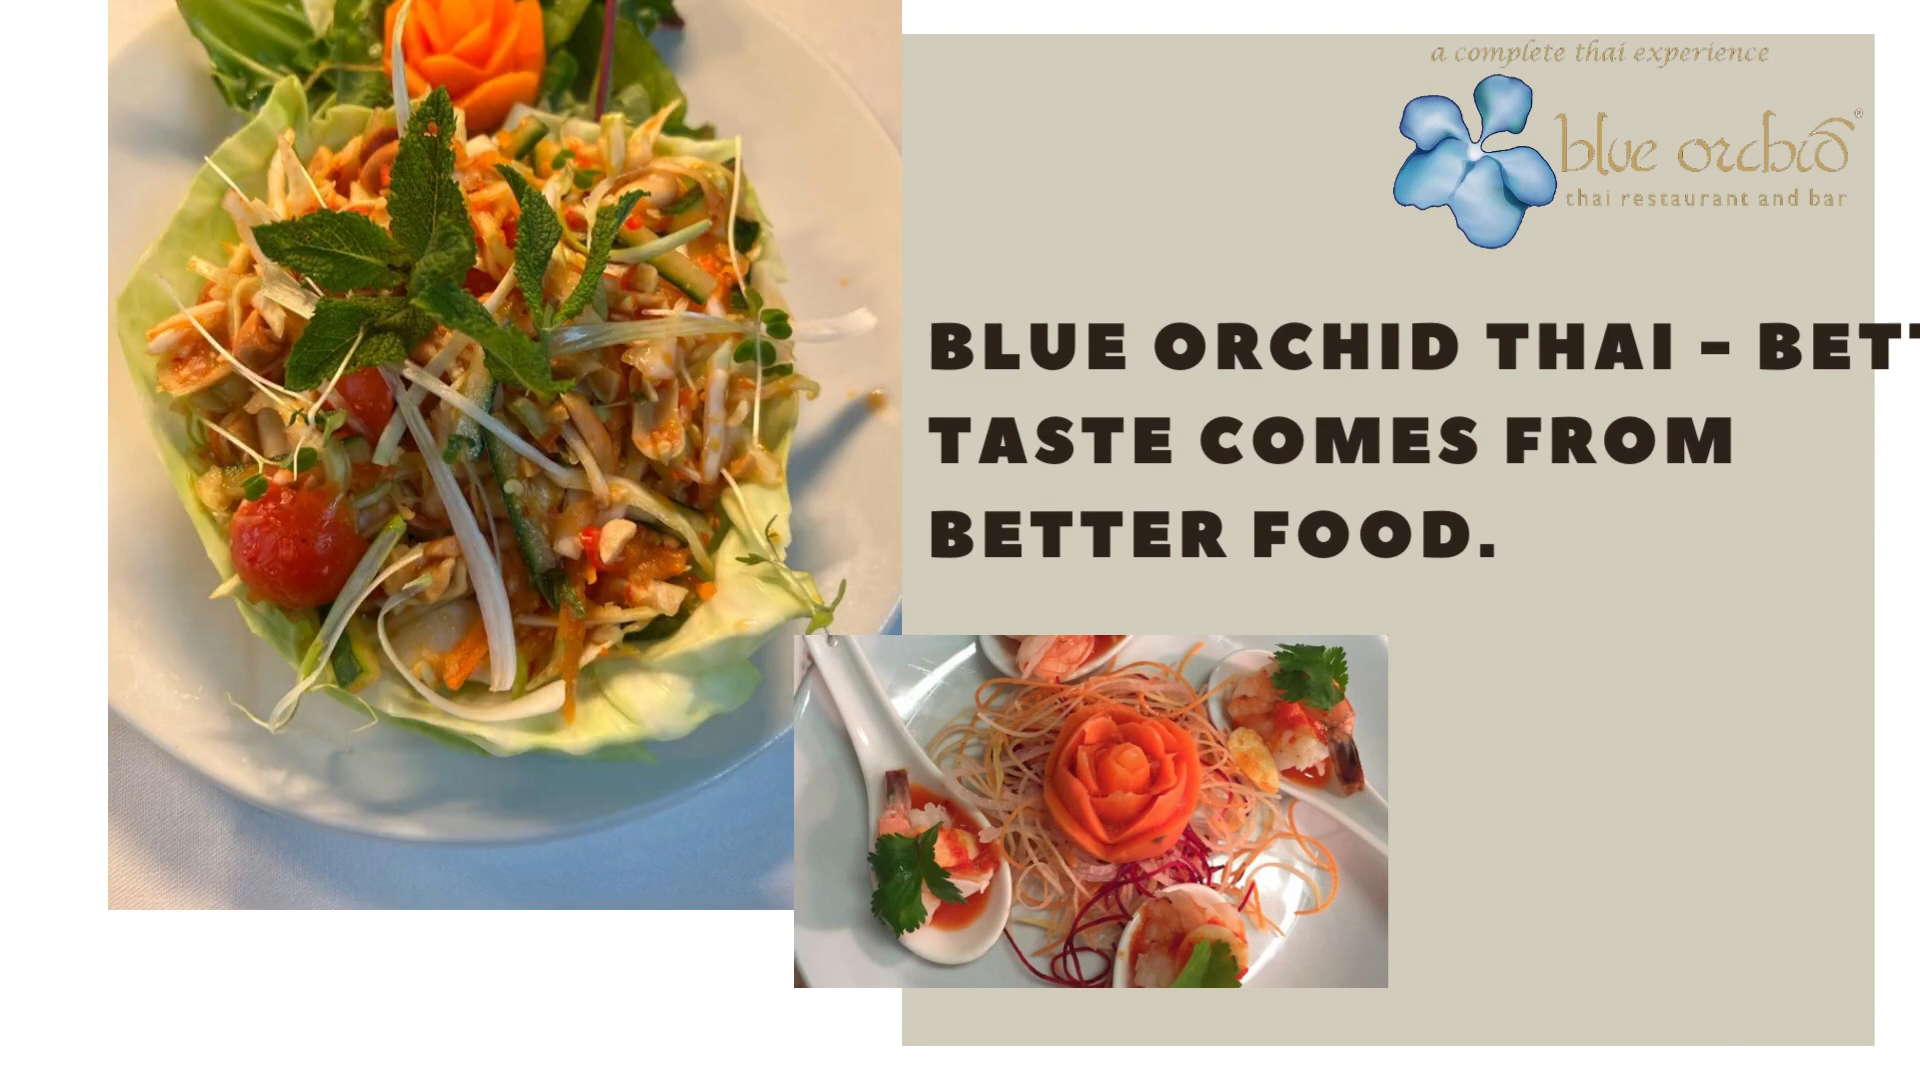 a complete thai experience
blue orchid®
thai restaurant and bar
BLUE ORCHID THAI – BETT
TASTE COMES FROM
BETTER FOOD.